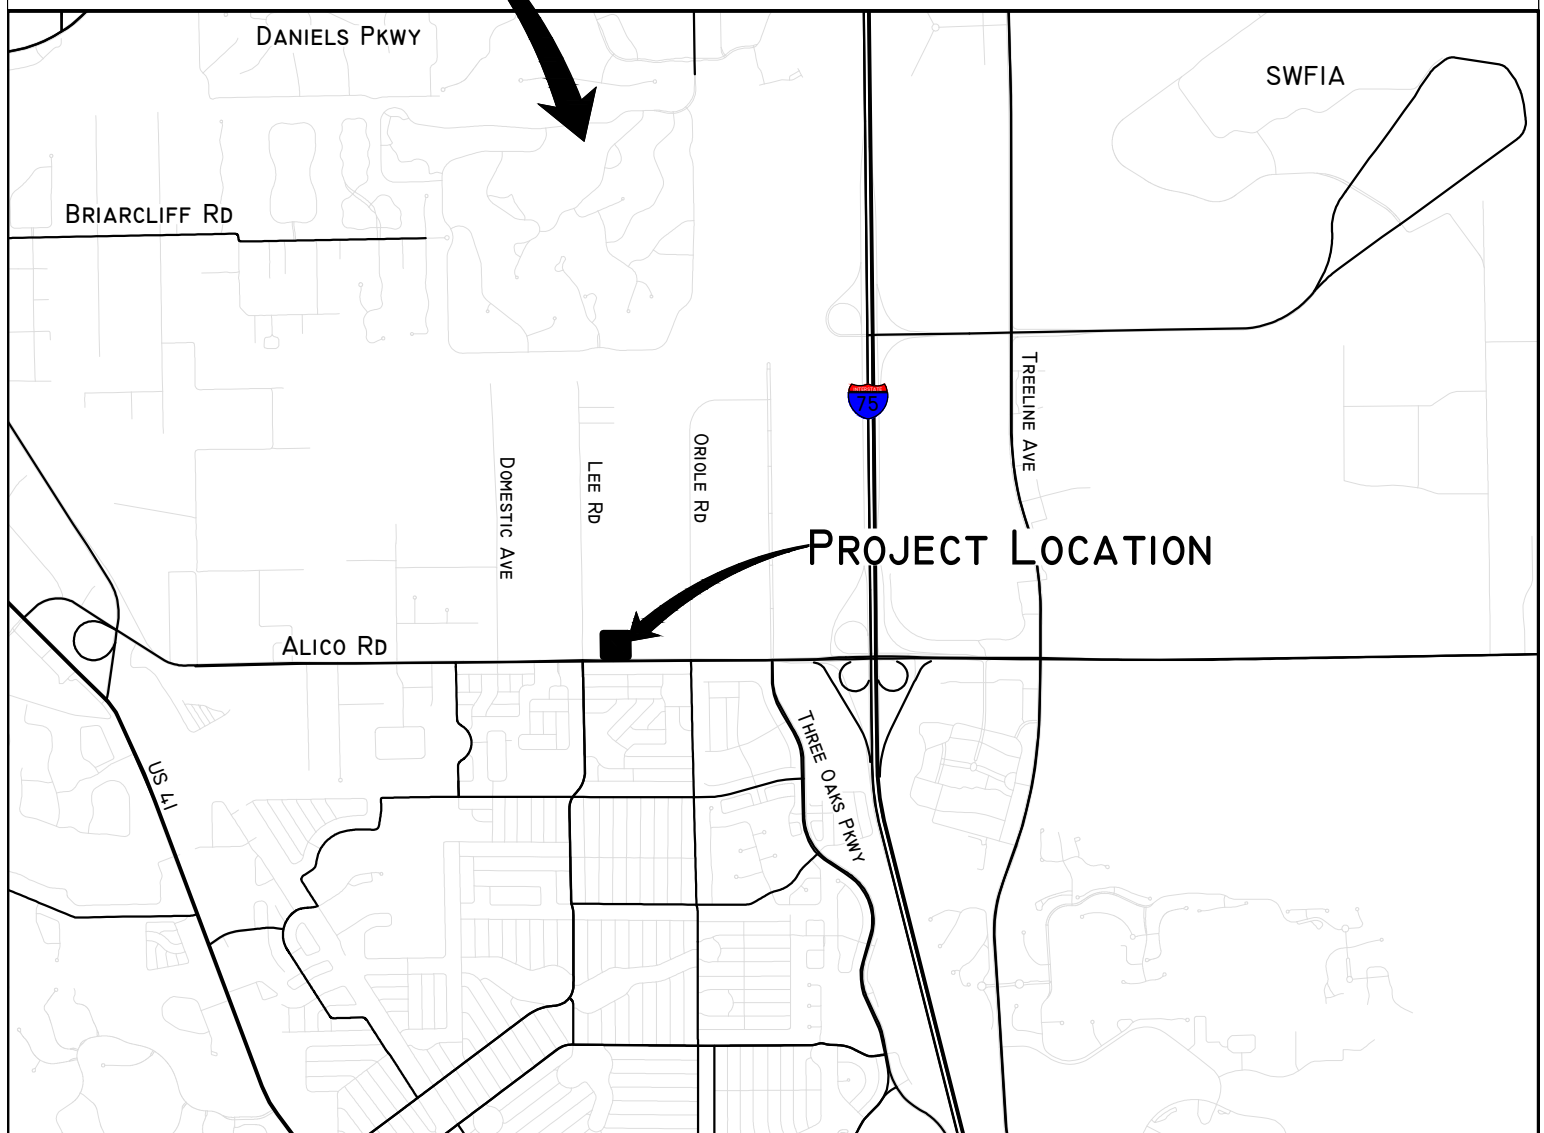 DANIELS PKWY
SWFIA
BRIARCLIFF RD
TREELINE AVE
INTERSTATE
75
ORIOLE RD
LEE RD
DOMESTIC AVE
PROJECT LOCATION
ALICO RD
THREE OAKS PKWY
US 41